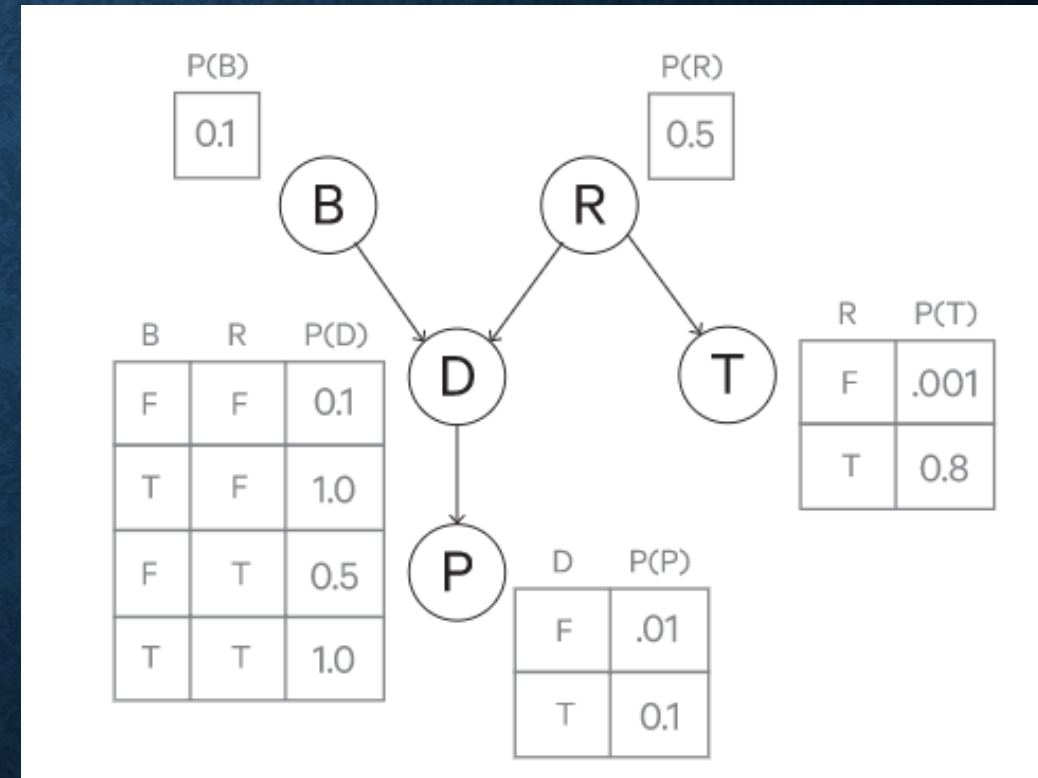 P(B)
0.1
P(R)
0.5
B
R
B R P(D)
F F 0.1
T F 1.0
F T 0.5
T T 1.0
D
T
R P(T)
F .001
T 0.8
P
D P(P)
F .01
T 0.1